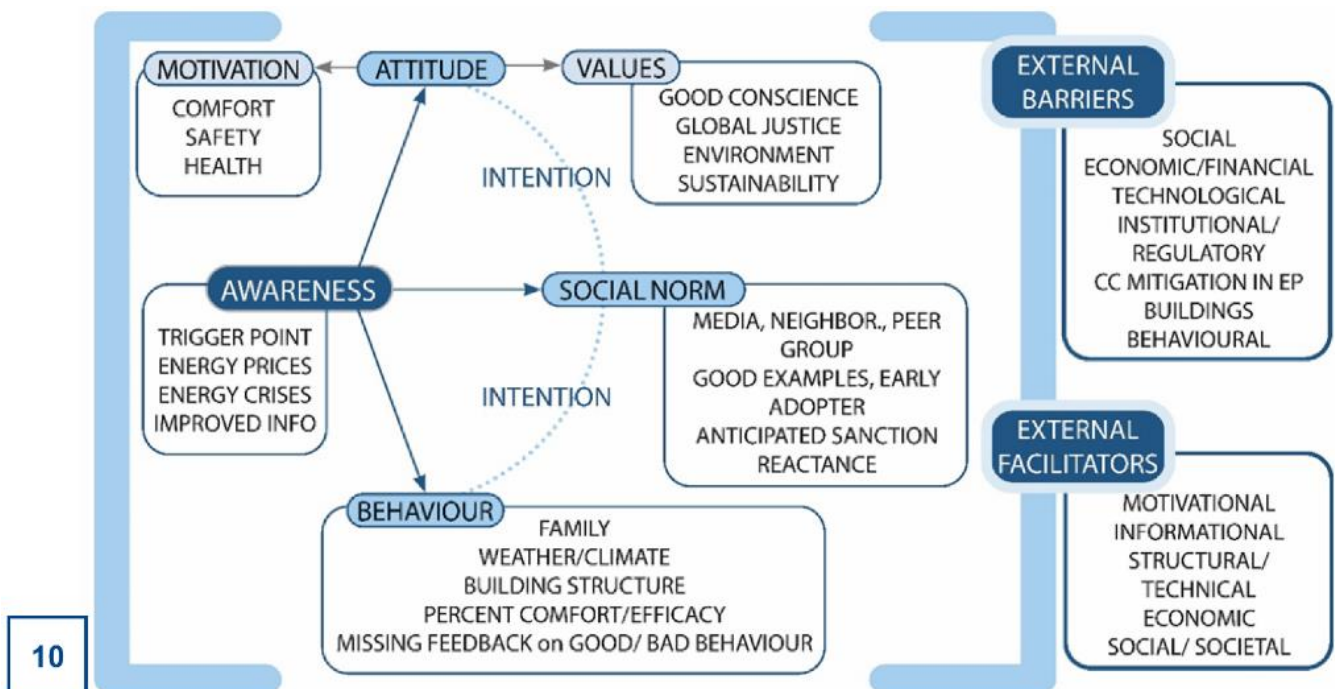 MOTIVATION
COMFORT
SAFETY
HEALTH
ATTITUDE
VALUES
GOOD CONSCIENCE
GLOBAL JUSTICE
ENVIRONMENT
SUSTAINABILITY
INTENTION
AWARENESS
TRIGGER POINT
ENERGY PRICES
ENERGY CRISES
IMPROVED INFO
SOCIAL NORM
MEDIA, NEIGHBOR., PEER
GROUP
GOOD EXAMPLES, EARLY
ADOPTER
ANTICIPATED SANCTION
REACTANCE
INTENTION
BEHAVIOUR
FAMILY
WEATHER/CLIMATE
BUILDING STRUCTURE
PERCENT COMFORT/EFFICACY
MISSING FEEDBACK on GOOD/ BAD BEHAVIOUR
EXTERNAL
BARRIERS
SOCIAL
ECONOMIC/FINANCIAL
TECHNOLOGICAL
INSTITUTIONAL/
REGULATORY
CC MITIGATION IN EP
BUILDINGS
BEHAVIOURAL
EXTERNAL
FACILITATORS
MOTIVATIONAL
INFORMATIONAL
STRUCTURAL/
TECHNICAL
ECONOMIC
SOCIAL/ SOCIETAL
10